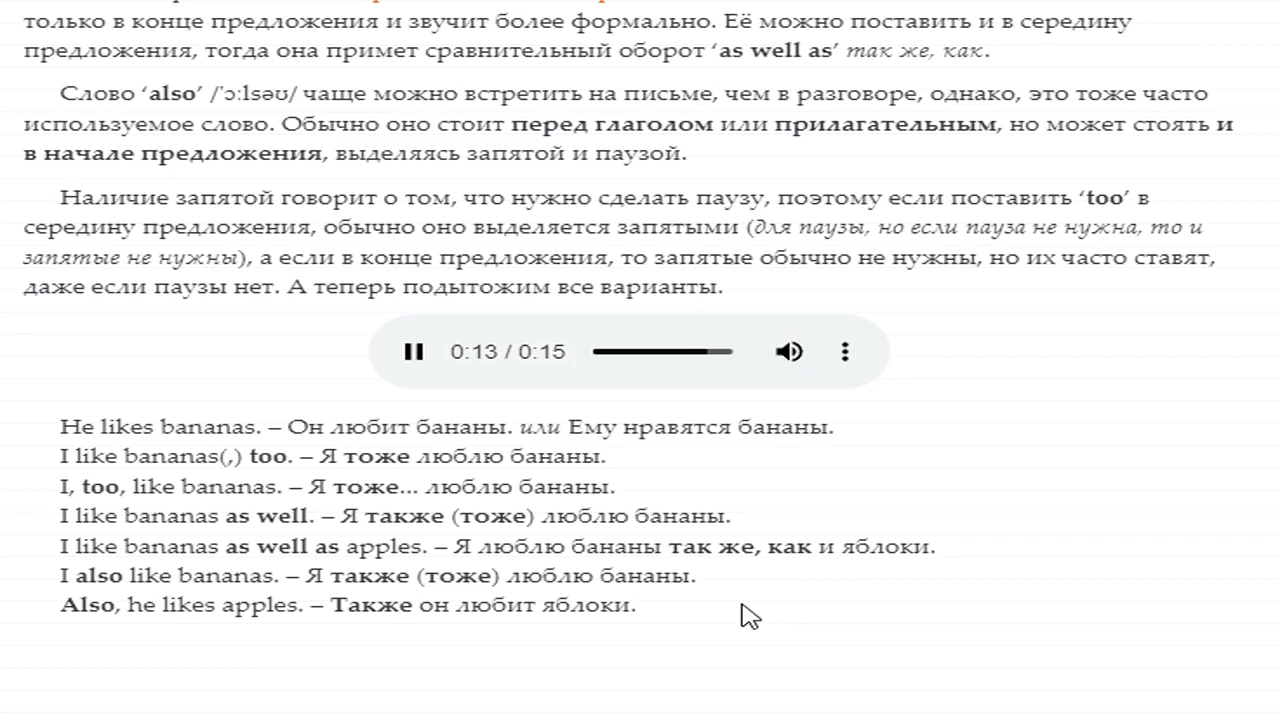 только в конце предложения и звучит более формально. Её можно поставить и в середину
предложения, тогда она примет сравнительный оборот ‘as well as’ так же, как.
Слово ‘also’ /'ɔ:lsəʊ/ чаще можно встретить на письме, чем в разговоре, однако, это тоже часто
используемое слово. Обычно оно стоит перед глаголом или прилагательным, но может стоять и
в начале предложения, выделяясь запятой и паузой.
Наличие запятой говорит о том, что нужно сделать паузу, поэтому если поставить ‘too’ в
середину предложения, обычно оно выделяется запятыми (для паузы, но если пауза не нужна, то и
запятые не нужны), а если в конце предложения, то запятые обычно не нужны, но их часто ставят,
даже если паузы нет. А теперь подытожим все варианты.
0:13 / 0:15
He likes bananas. – Он любит бананы. или Ему нравятся бананы.
I like bananas(,) too. – Я тоже люблю бананы.
I, too, like bananas. – Я тоже... люблю бананы.
I like bananas as well. – Я также (тоже) люблю бананы.
I like bananas as well as apples. – Я люблю бананы так же, как и яблоки.
I also like bananas. – Я также (тоже) люблю бананы.
Also, he likes apples. – Также он любит яблоки.